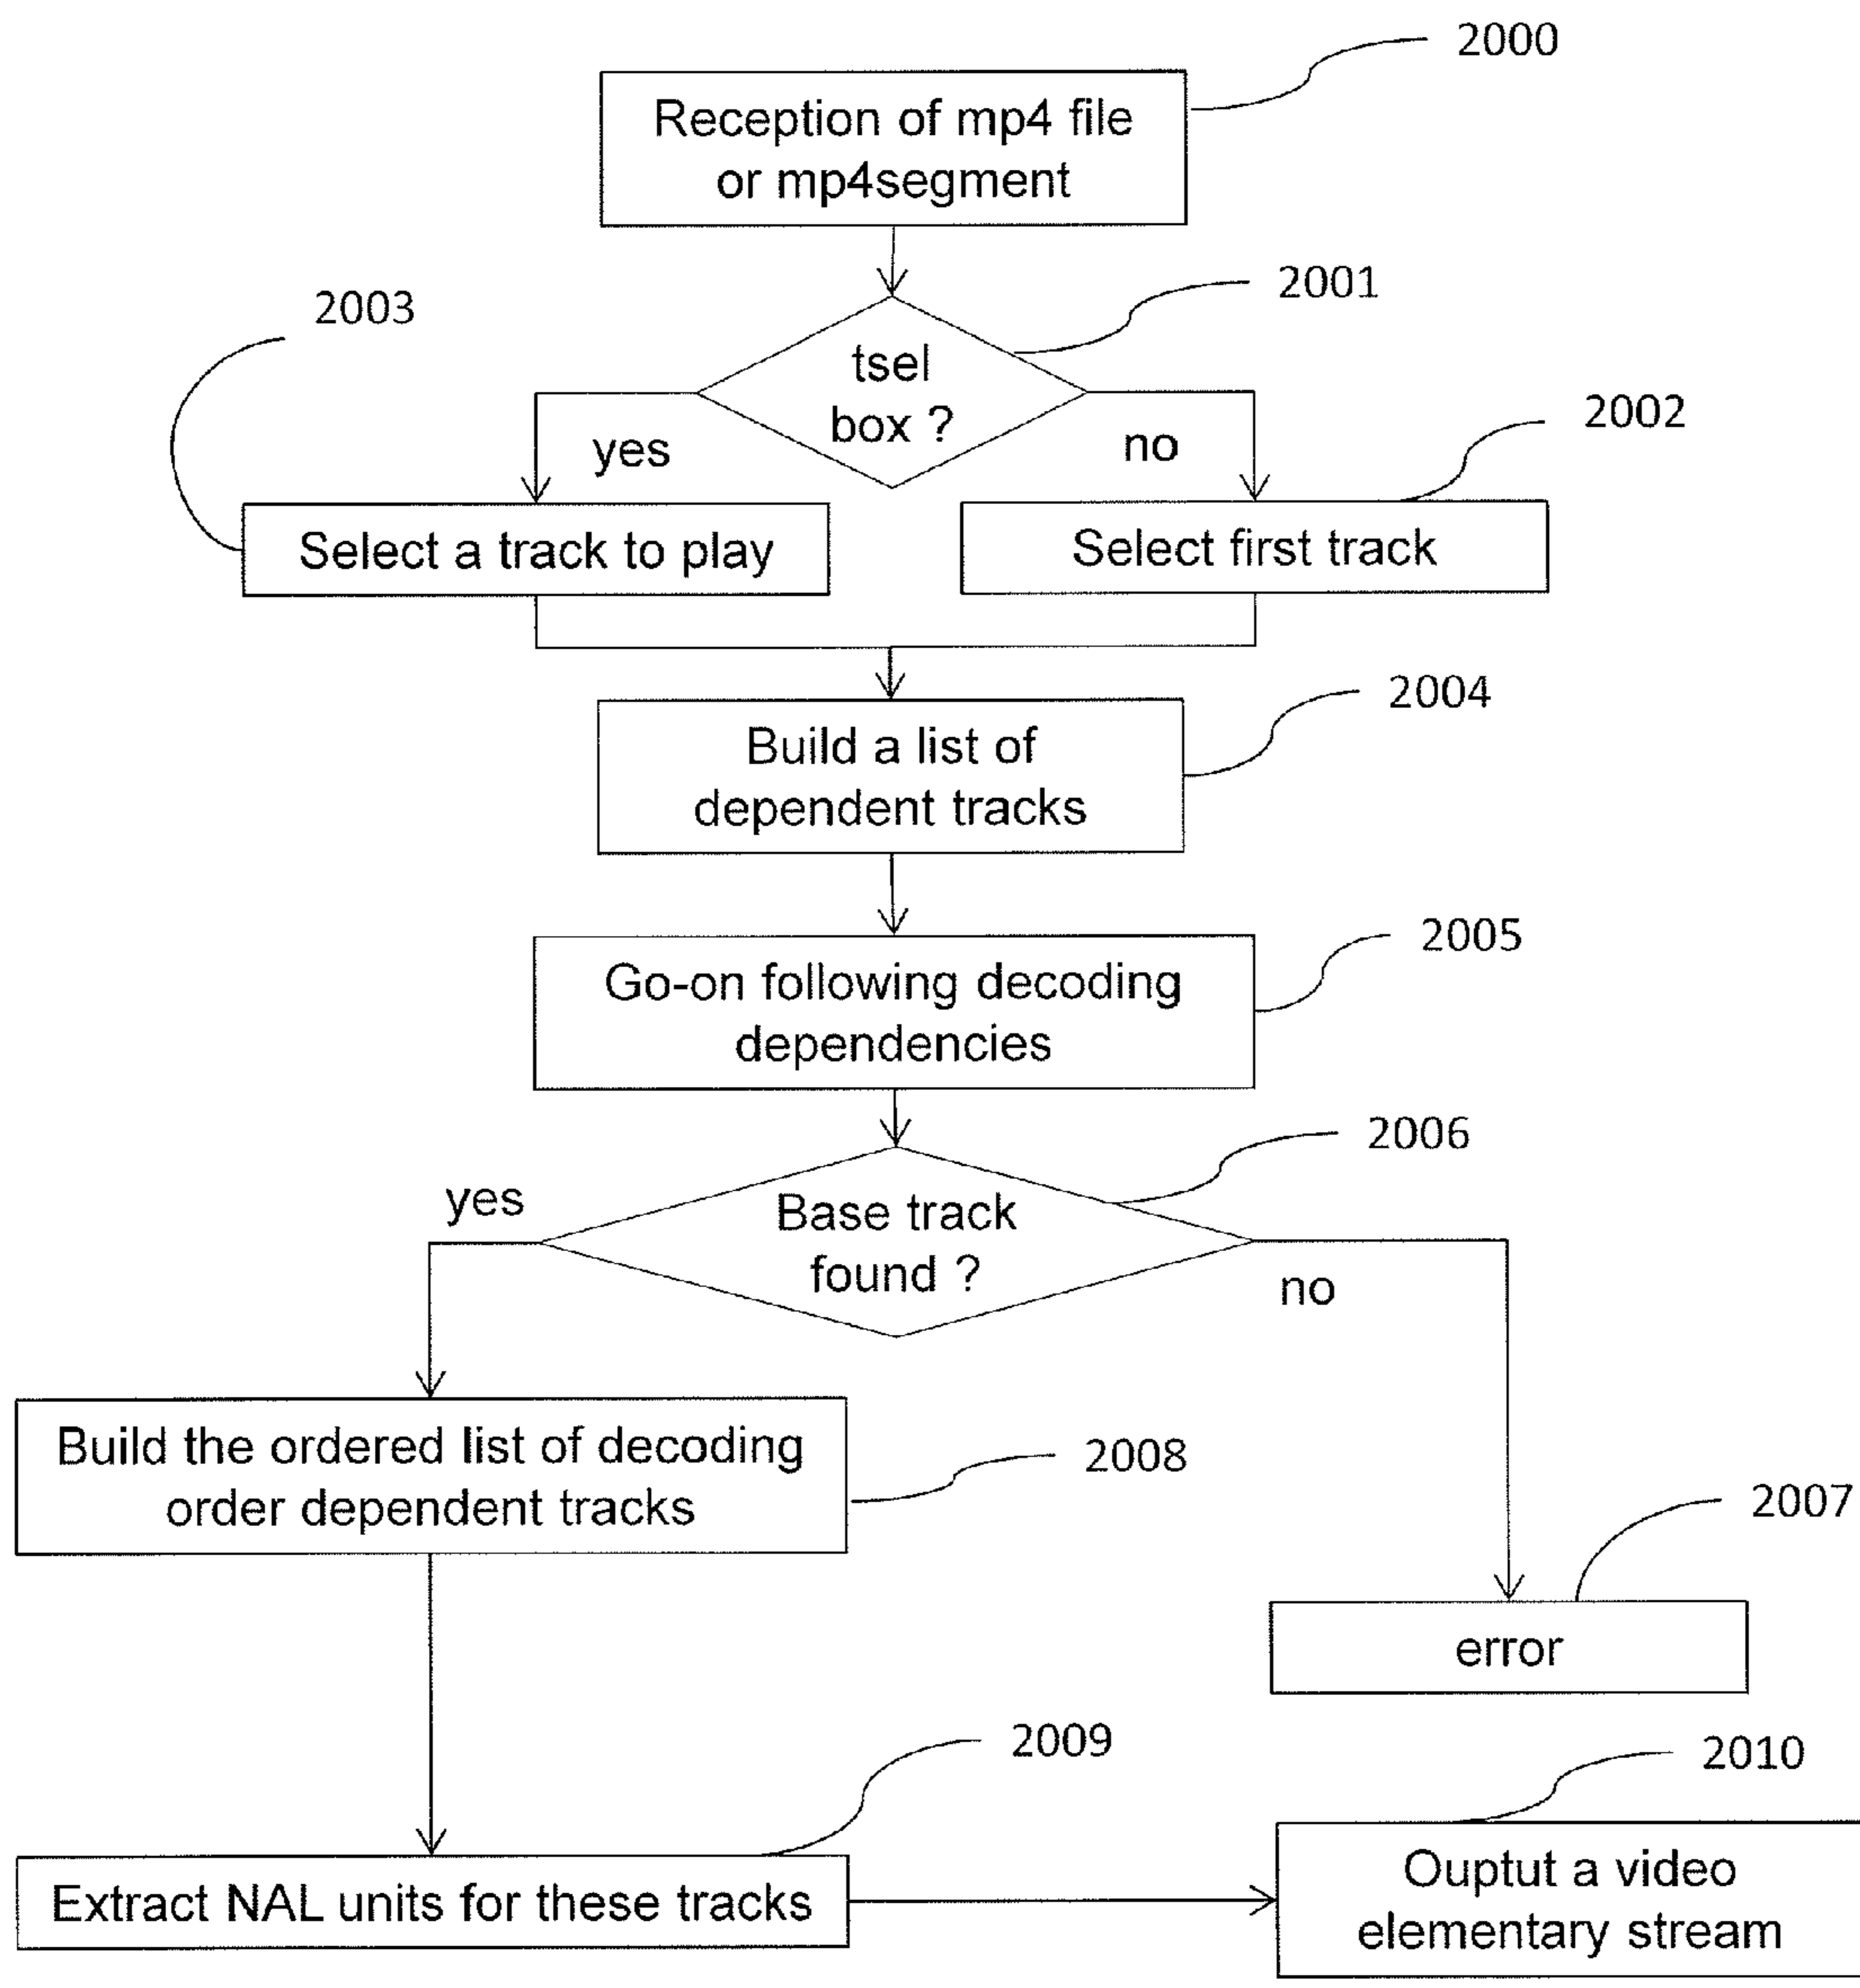 2000
Reception of mp4 file
or mp4segment
2001
2003
tsel
box ?
2002
yes
no
Select a track to play
Select first track
2004
Build a list of
dependent tracks
2005
Go-on following decoding
dependencies
2006
yes
Base track
found ?
no
Build the ordered list of decoding
order dependent tracks
2008
2007
error
2009
2010
Extract NAL units for these tracks
Ouptut a video
elementary stream